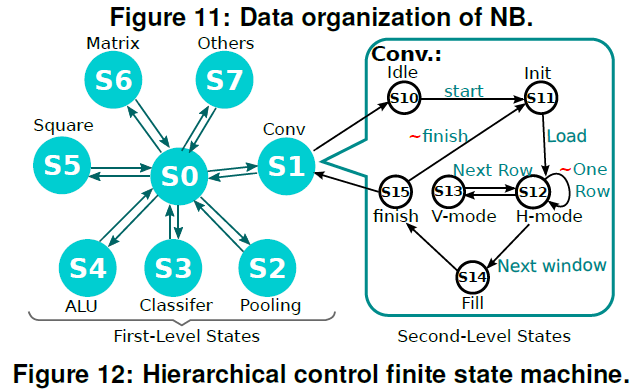 Figure 11: Data organization of NB.
Matrix
Others
S6
S7
Square
S5
S0
Conv
S1
S4
S3
S2
ALU
Classifer
Pooling
First-Level States
Conv.:
Idle
Init
S10
start
S11
~finish
Load
Next Row
~One
Row
S15
S13
S12
finish
V-mode
H-mode
Next window
S14
Fill
Second-Level States
Figure 12: Hierarchical control finite state machine.